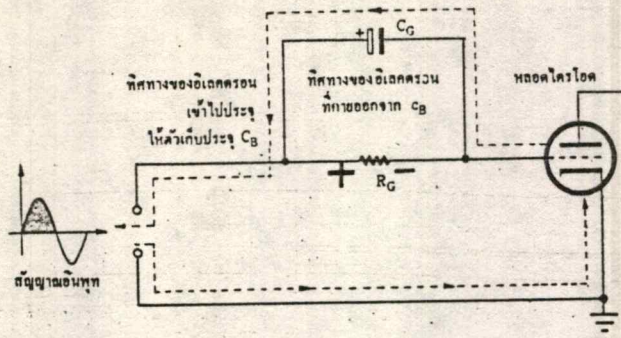 + C_G
ทิศทางของอิเลคตรอน
เข้าไปประจุ
ให้ตัวเก็บประจุ C_B
ทิศทางของอิเลคตรอน
ที่คายออกจาก c_B
หลอดไตรโอด
+ R_G −
สัญญาณอินพุท